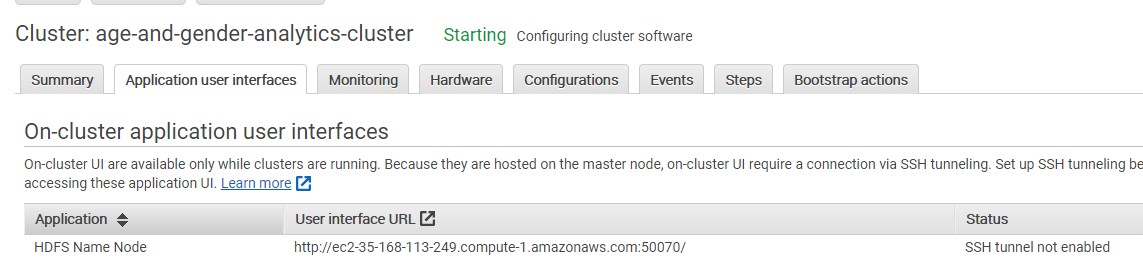 Cluster: age-and-gender-analytics-cluster Starting Configuring cluster software
Summary Application user interfaces Monitoring Hardware Configurations Events Steps Bootstrap actions
On-cluster application user interfaces
On-cluster UI are available only while clusters are running. Because they are hosted on the master node, on-cluster UI require a connection via SSH tunneling. Set up SSH tunneling be
accessing these application UI. Learn more
Application User interface URL Status
HDFS Name Node http://ec2-35-168-113-249.compute-1.amazonaws.com:50070/ SSH tunnel not enabled